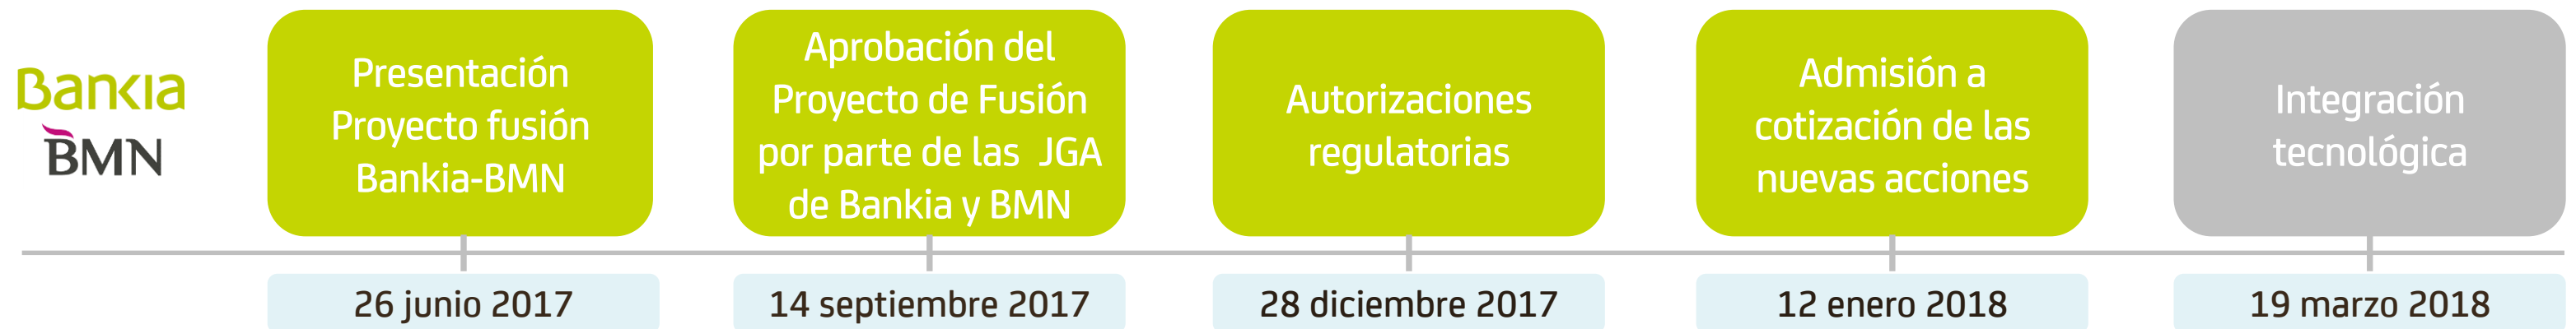 Bankia
BMN
Presentación
Proyecto fusión
Bankia-BMN
26 junio 2017
Aprobación del
Proyecto de Fusión
por parte de las JGA
de Bankia y BMN
14 septiembre 2017
Autorizaciones
regulatorias
28 diciembre 2017
Admisión a
cotización de las
nuevas acciones
12 enero 2018
Integración
tecnológica
19 marzo 2018